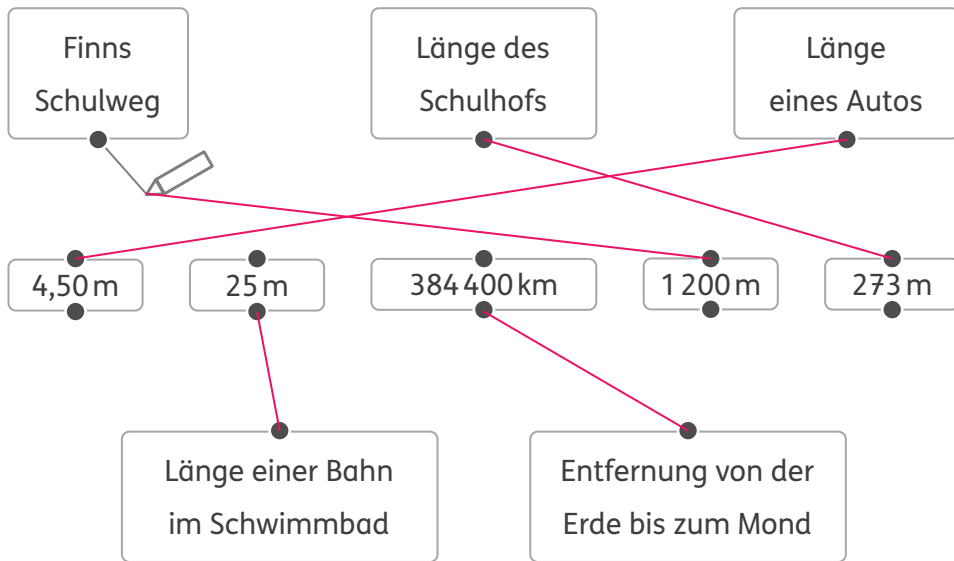 Finns
Schulweg
Länge des
Schulhofs
Länge
eines Autos
4,50 m
25 m
384 400 km
1 200 m
273 m
Länge einer Bahn
im Schwimmbad
Entfernung von der
Erde bis zum Mond